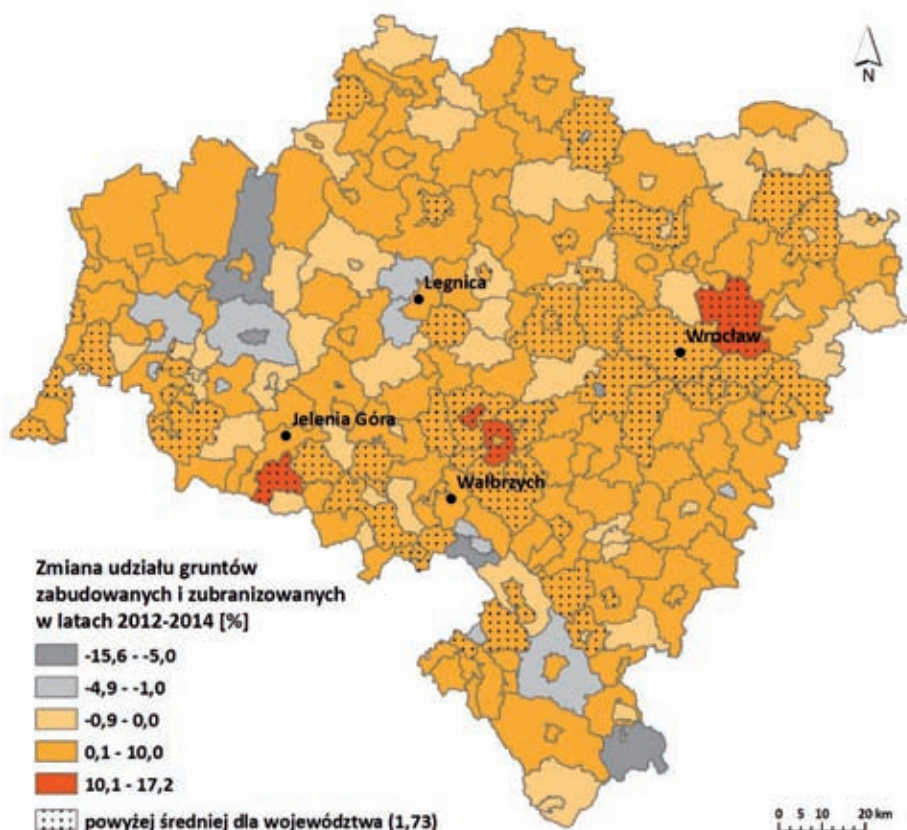 N
Legnica
Wrocław
Jelenia Góra
Wałbrzych
Zmiana udziału gruntów
zabudowanych i zubranizowanych
w latach 2012-2014 [%]
-15,6 - -5,0
-4,9 - -1,0
-0,9 - 0,0
0,1 - 10,0
10,1 - 17,2
powyżej średniej dla województwa (1,73)
0 5 10 20 km